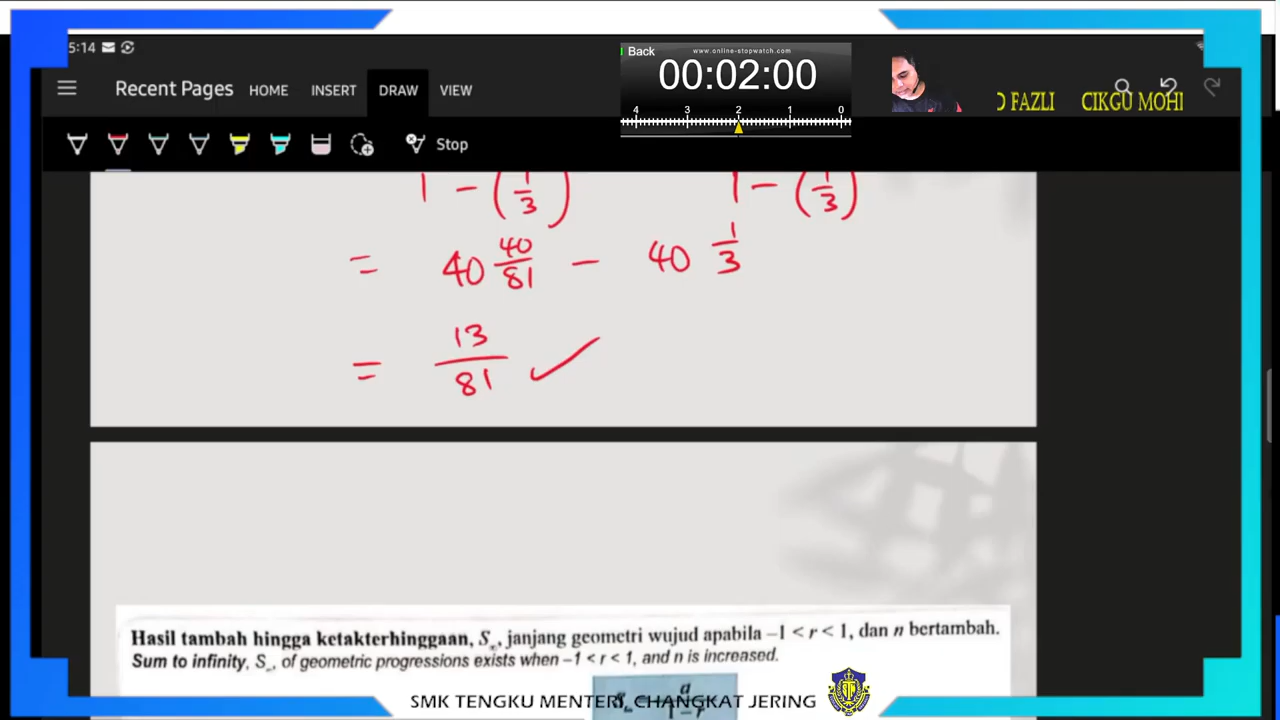 5:14
Back
www.online-stopwatch.com
00:02:00
4 3 2 1 0
Recent Pages HOME INSERT DRAW VIEW
D FAZLI CIKGU MOHI
Stop
1 - (1/3) 1 - (1/3)
= 40 40/81 - 40 1/3
= 13/81 ✓
Hasil tambah hingga ketakterhinggaan, S∞, janjang geometri wujud apabila –1 < r < 1, dan n bertambah.
Sum to infinity, S∞, of geometric progressions exists when –1 < r < 1, and n is increased.
a
1 – r
SMK TENGKU MENTERI, CHANGKAT JERING